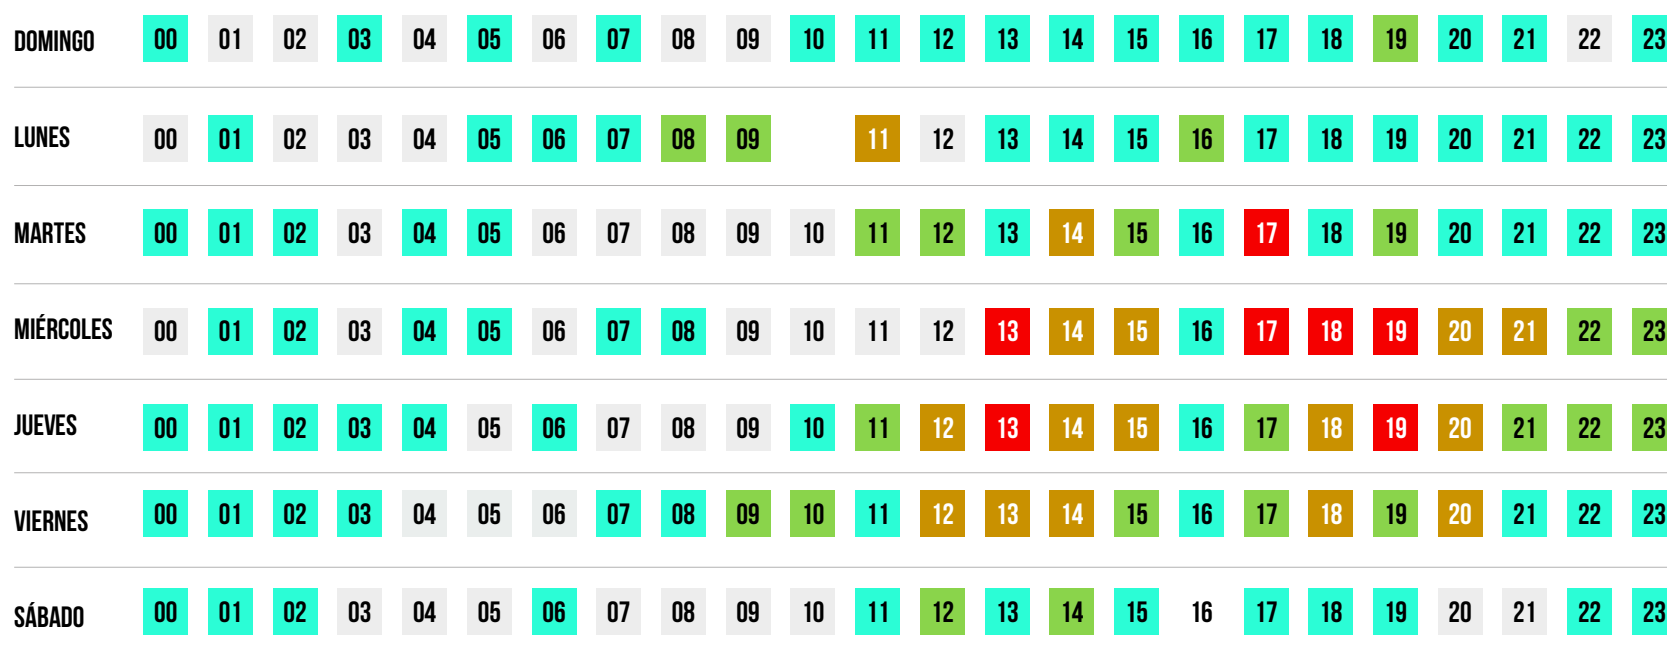 DOMINGO 00 01 02 03 04 05 06 07 08 09 10 11 12 13 14 15 16 17 18 19 20 21 22 23
LUNES 00 01 02 03 04 05 06 07 08 09 11 12 13 14 15 16 17 18 19 20 21 22 23
MARTES 00 01 02 03 04 05 06 07 08 09 10 11 12 13 14 15 16 17 18 19 20 21 22 23
MIÉRCOLES 00 01 02 03 04 05 06 07 08 09 10 11 12 13 14 15 16 17 18 19 20 21 22 23
JUEVES 00 01 02 03 04 05 06 07 08 09 10 11 12 13 14 15 16 17 18 19 20 21 22 23
VIERNES 00 01 02 03 04 05 06 07 08 09 10 11 12 13 14 15 16 17 18 19 20 21 22 23
SÁBADO 00 01 02 03 04 05 06 07 08 09 10 11 12 13 14 15 16 17 18 19 20 21 22 23